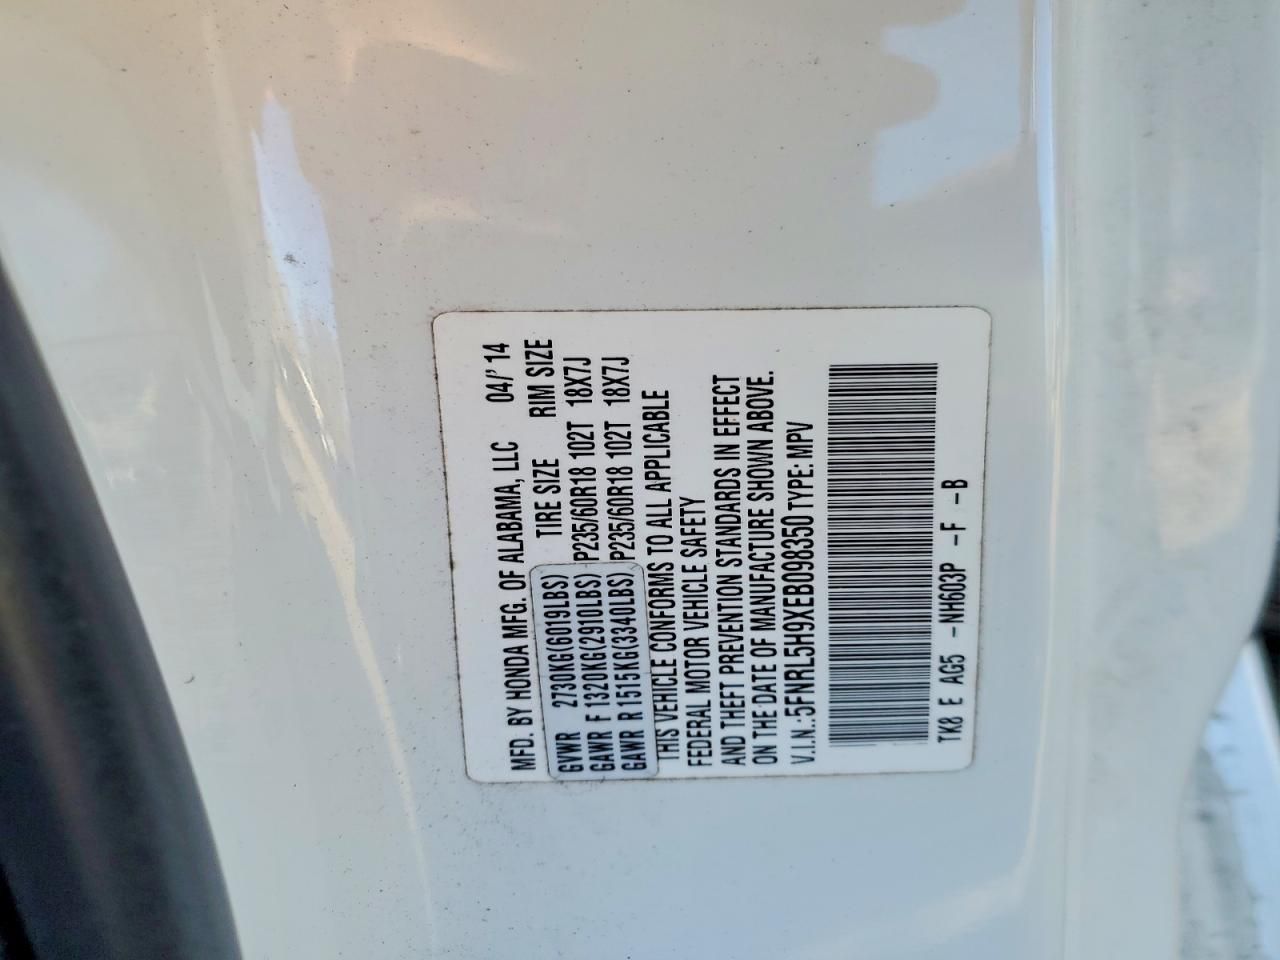 MFD. BY HONDA MFG. OF ALABAMA, LLC 04/' 14
TIRE SIZE RIM SIZE
GVWR 2730KG(6019LBS)
GAWR F 1320KG(2910LBS) P235/60R18 102T 18X7J
GAWR R 1515KG(3340LBS) P235/60R18 102T 18X7J
THIS VEHICLE CONFORMS TO ALL APPLICABLE
FEDERAL MOTOR VEHICLE SAFETY
AND THEFT PREVENTION STANDARDS IN EFFECT
ON THE DATE OF MANUFACTURE SHOWN ABOVE.
V.I.N.:5FNRL5H9XEB098350 TYPE: MPV
TK8 E AG5 -NH603P -F -B